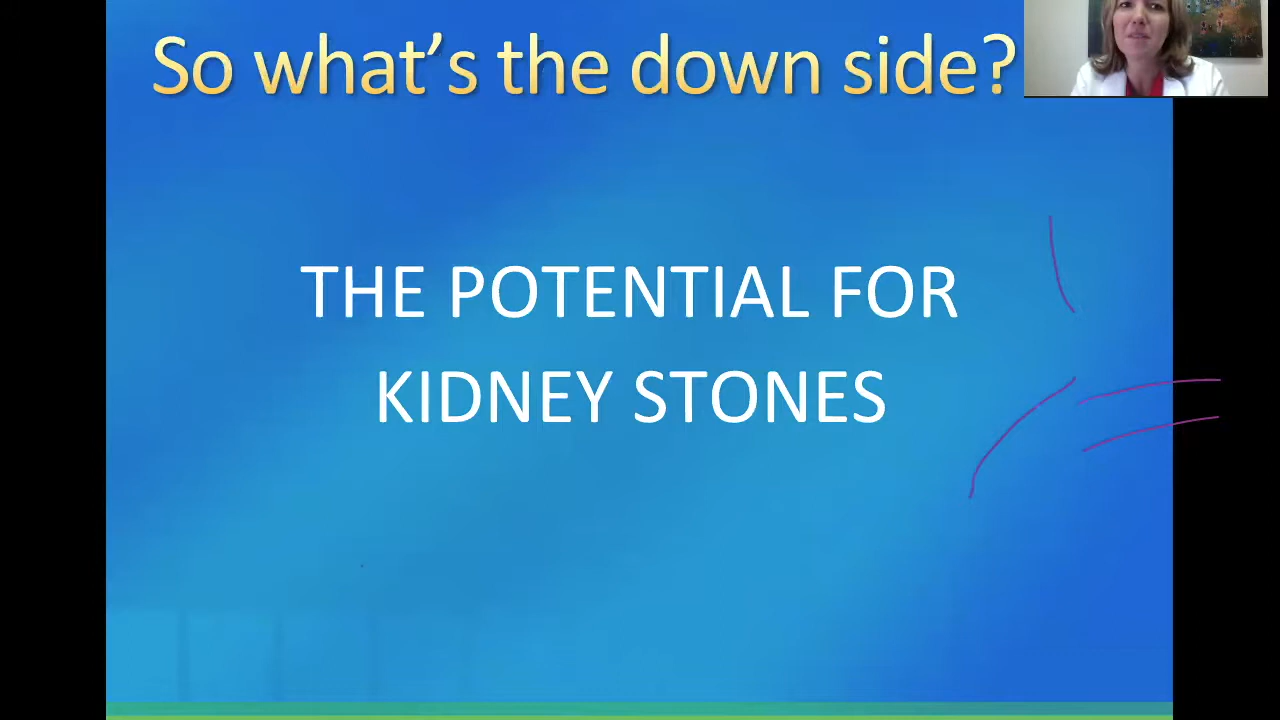 So what's the down side?
THE POTENTIAL FOR
KIDNEY STONES